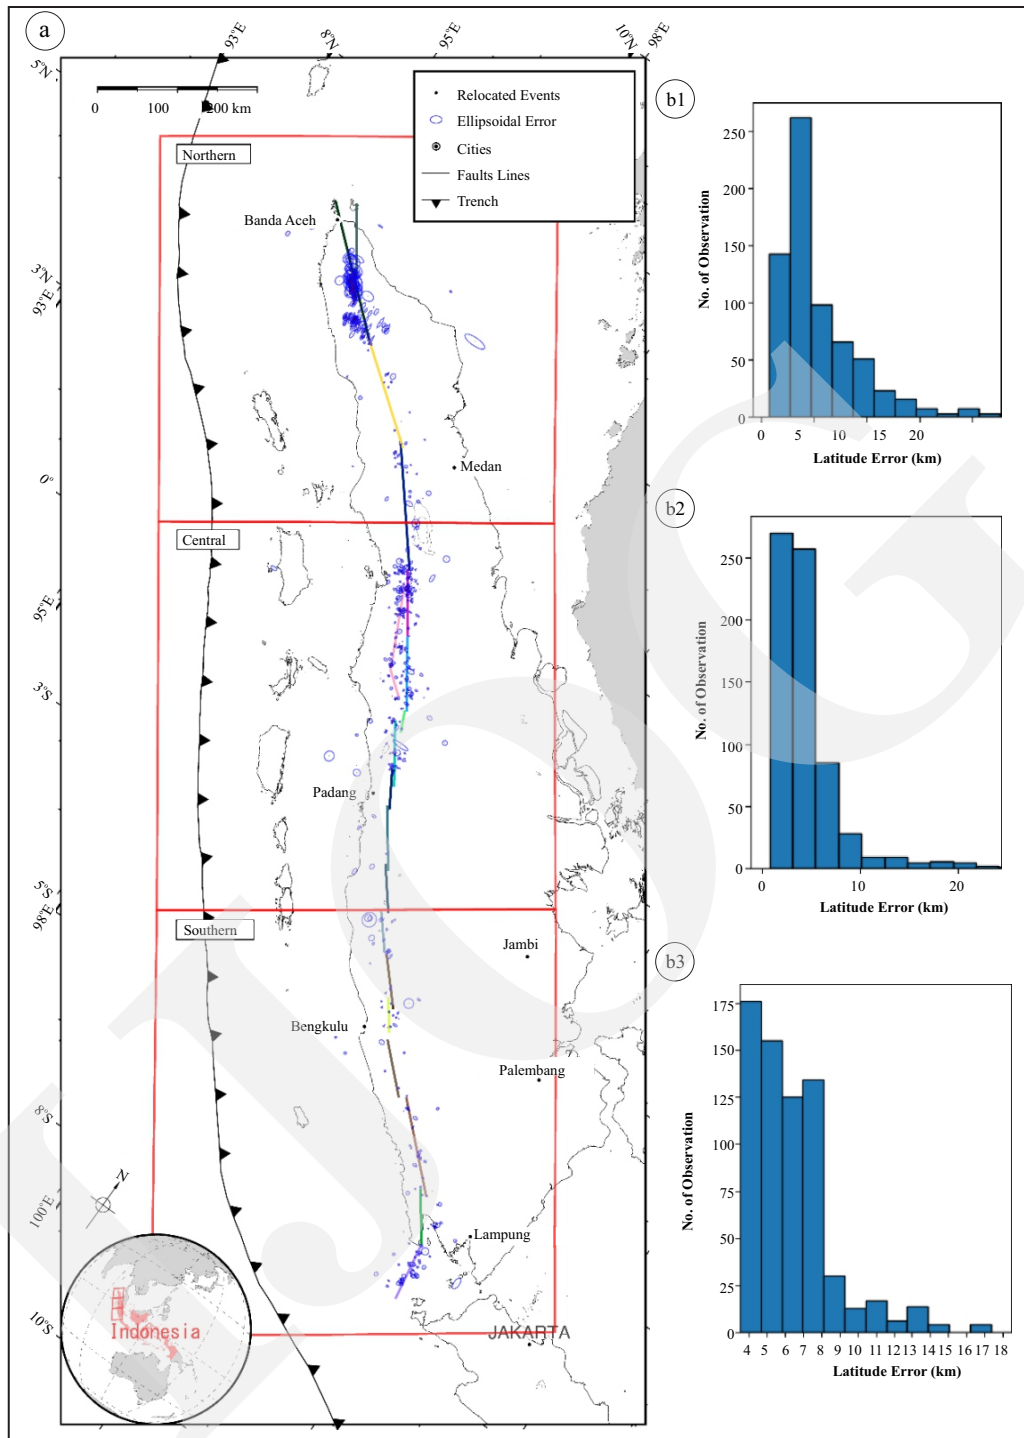 a
93°E
8°N
95°E
10°N
98°E
5°N
0 100 200 km
Relocated Events
Ellipsoidal Error
Cities
Faults Lines
Trench
Northern
Banda Aceh
3°N
93°E
Medan
0°
Central
95°E
3°S
Padang
5°S
98°E
Southern
Jambi
Bengkulu
Palembang
8°S
N
100°E
Lampung
Indonesia
10°S
JAKARTA
b1
250
200
150
100
50
0
No. of Observation
0 5 10 15 20
Latitude Error (km)
b2
250
200
150
100
50
0
No. of Observation
0 10 20
Latitude Error (km)
b3
175
150
125
100
75
50
25
0
No. of Observation
4 5 6 7 8 9 10 11 12 13 14 15 16 17 18
Latitude Error (km)
IJOG